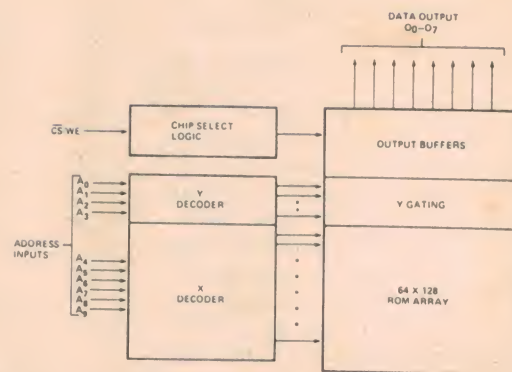 DATA OUTPUT
O0–O7
CS/WE
CHIP SELECT
LOGIC
OUTPUT BUFFERS
A0
A1
A2
A3
Y
DECODER
Y GATING
ADDRESS
INPUTS
A4
A5
A6
A7
A8
A9
X
DECODER
64 X 128
ROM ARRAY